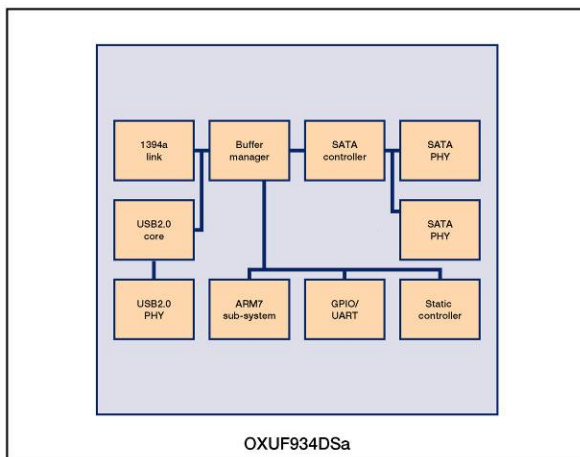 1394a
link
Buffer
manager
SATA
controller
SATA
PHY
USB2.0
core
SATA
PHY
USB2.0
PHY
ARM7
sub-system
GPIO/
UART
Static
controller
OXUF934DSa